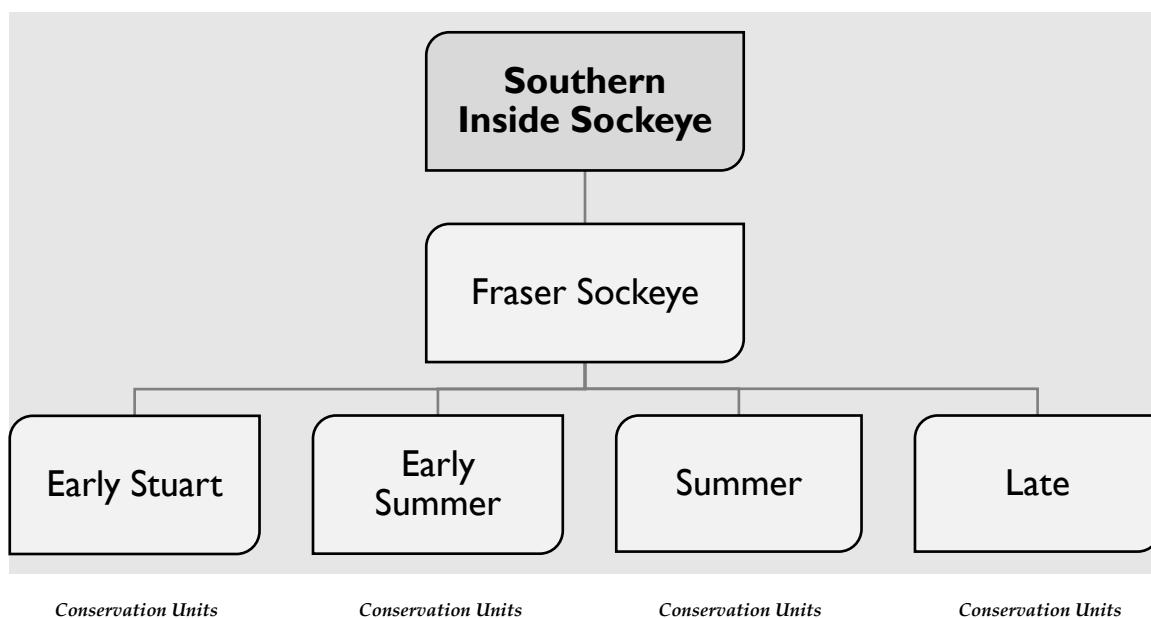 Southern
Inside Sockeye
Fraser Sockeye
Early Stuart
Early
Summer
Summer
Late
Conservation Units
Conservation Units
Conservation Units
Conservation Units